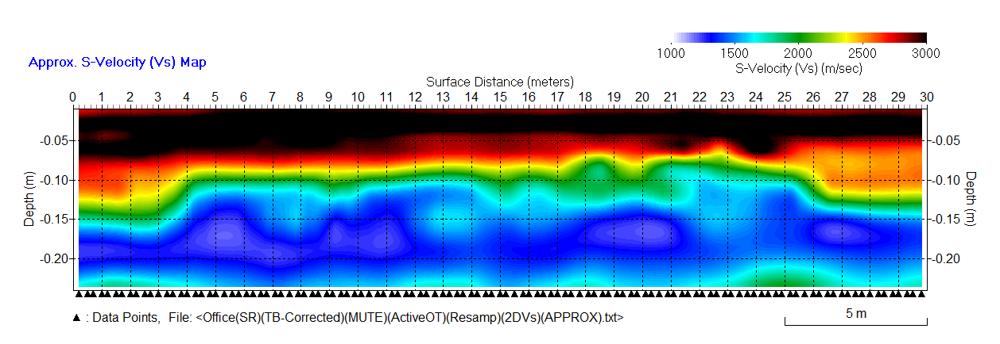 1000 1500 2000 2500 3000
S-Velocity (Vs) (m/sec)
Approx. S-Velocity (Vs) Map
Surface Distance (meters)
0 1 2 3 4 5 6 7 8 9 10 11 12 13 14 15 16 17 18 19 20 21 22 23 24 25 26 27 28 29 30
-0.05 -0.05
-0.10 -0.10
-0.15 -0.15
-0.20 -0.20
Depth (m)
Depth (m)
▲ : Data Points, File: <Office(SR)(TB-Corrected)(MUTE)(ActiveOT)(Resamp)(2DVs)(APPROX).txt>
5 m